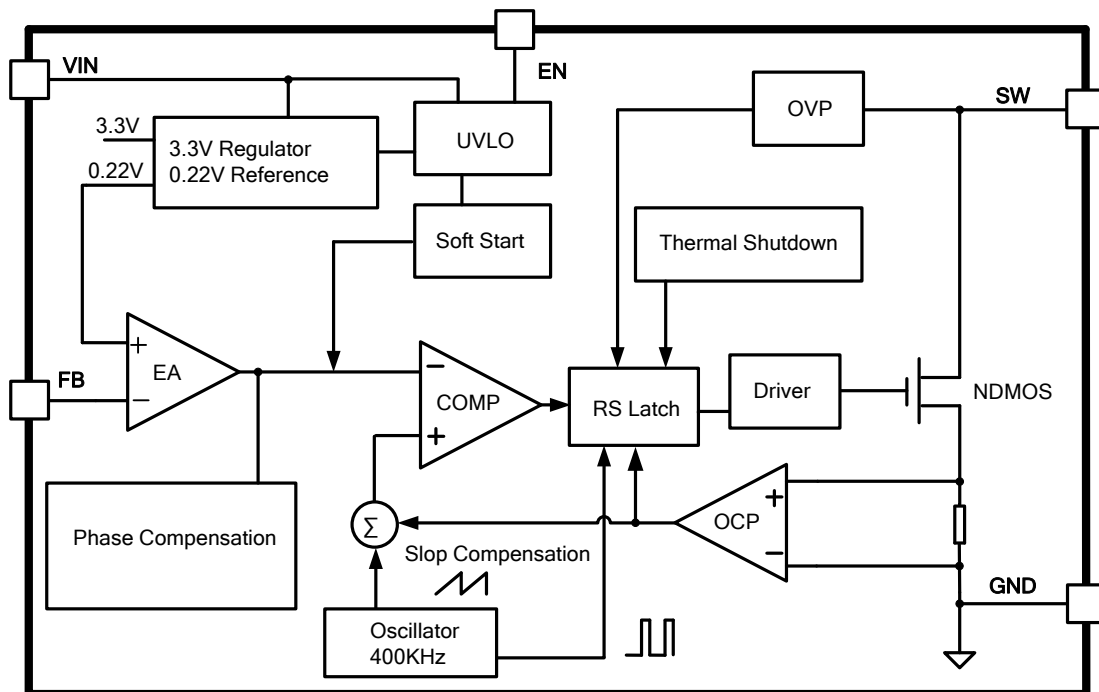 VIN
EN
SW
3.3V
0.22V
3.3V Regulator
0.22V Reference
UVLO
OVP
Soft Start
Thermal Shutdown
FB
+
−
EA
−
+
COMP
RS Latch
Driver
NDMOS
Phase Compensation
Σ
Slop Compensation
+
−
OCP
GND
Oscillator
400KHz